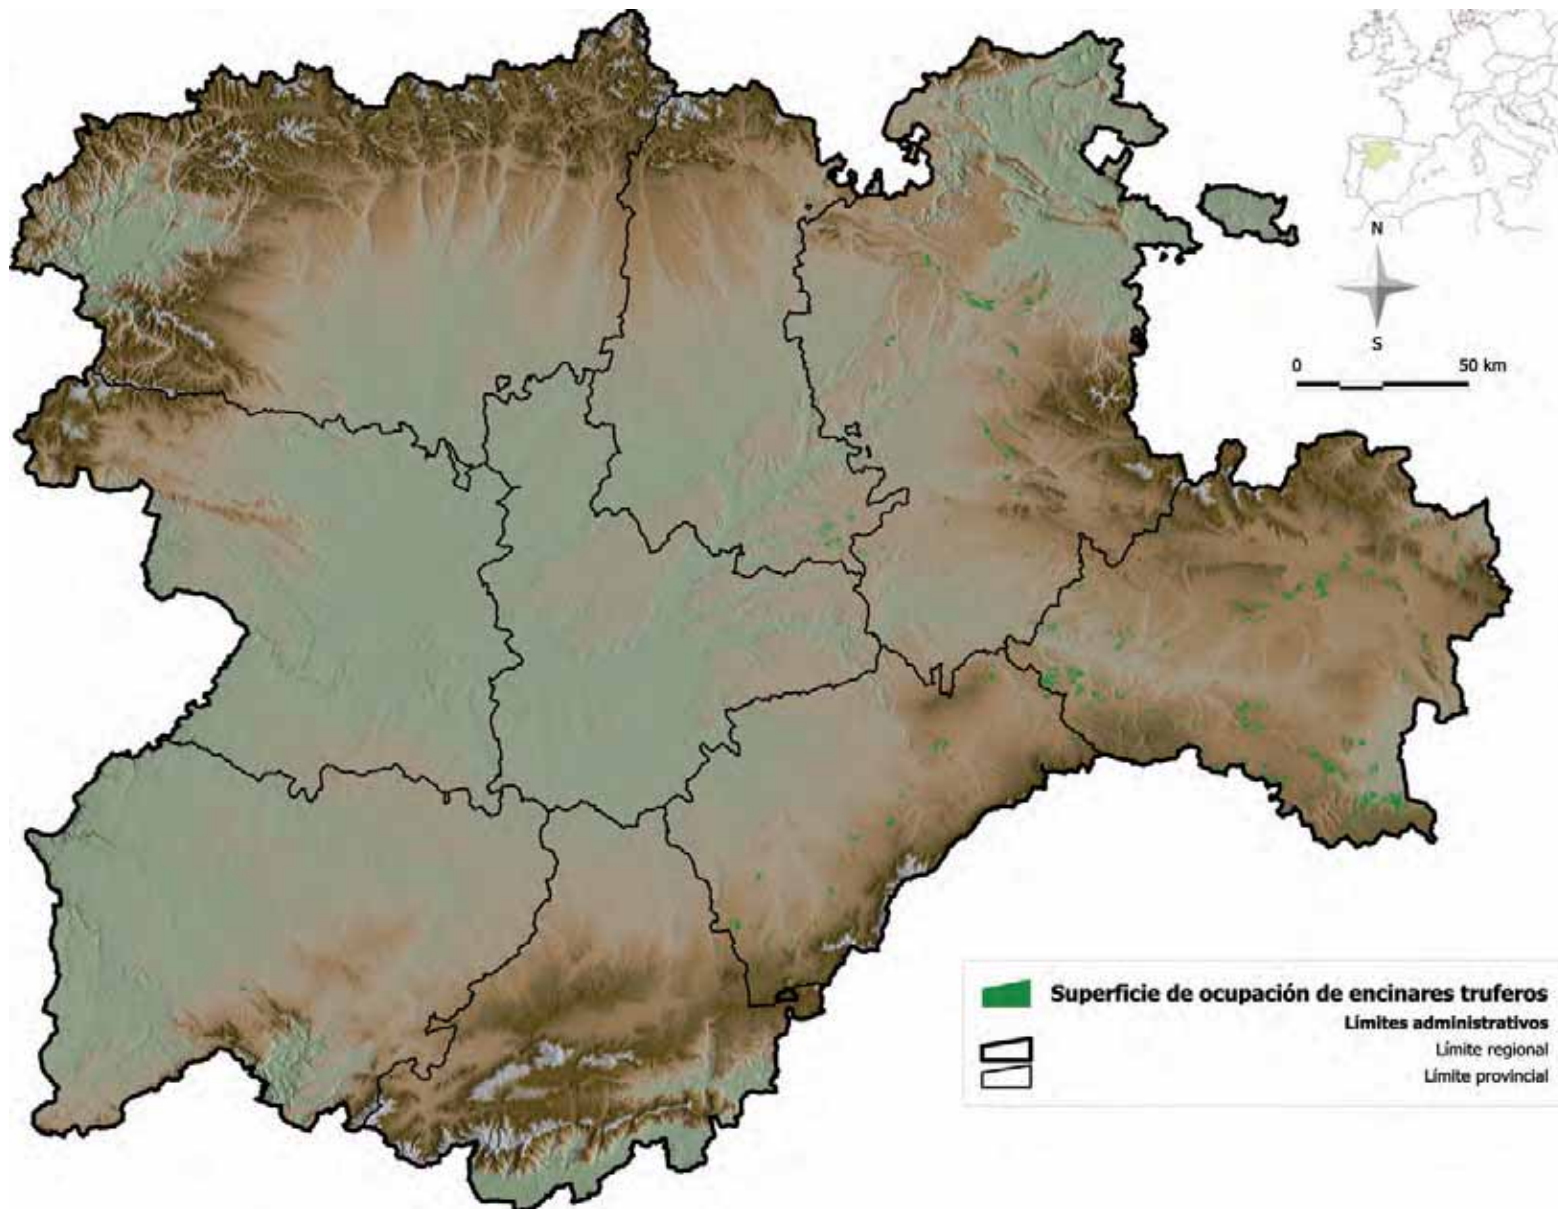 N
S
0 50 km
Superficie de ocupación de encinares truferos
Límites administrativos
Límite regional
Límite provincial